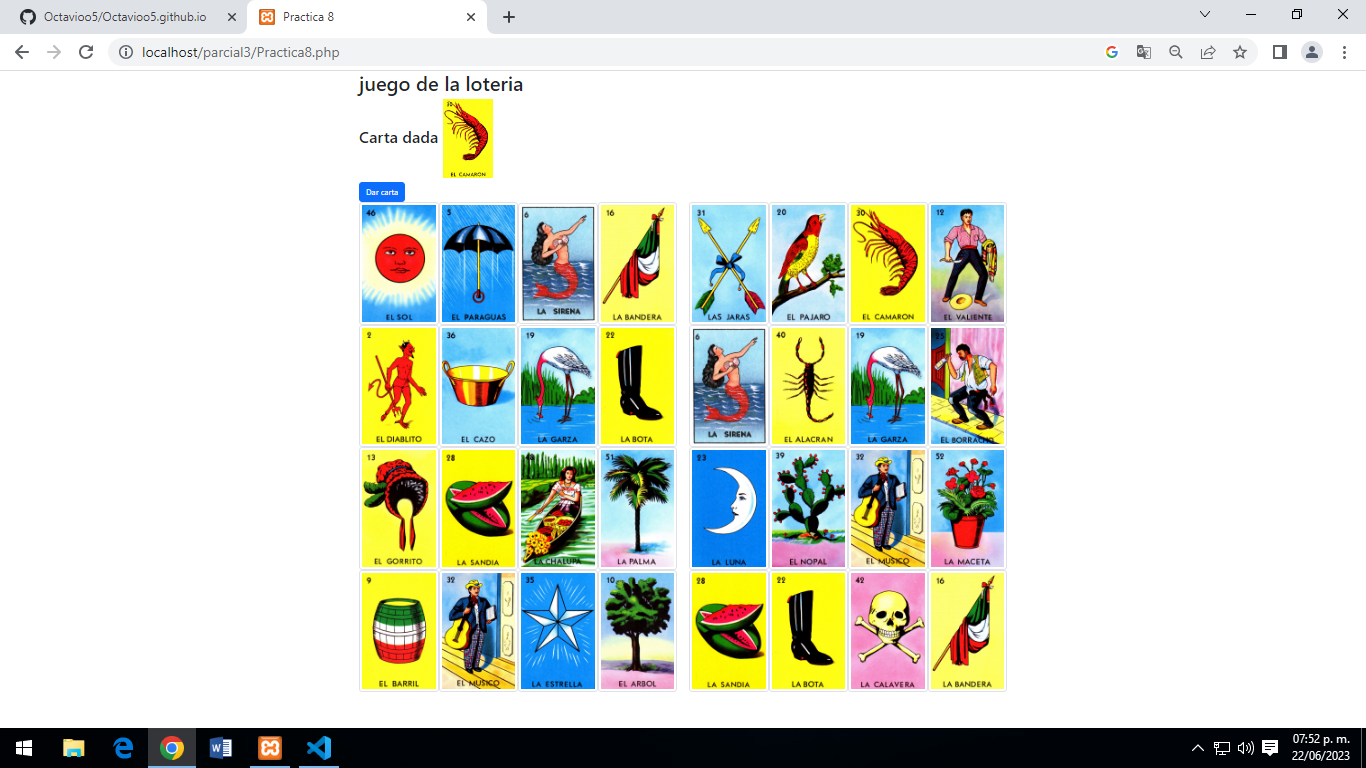 Octavioo5/Octavioo5.github.io
Practica 8
localhost/parcial3/Practica8.php
juego de la loteria
Carta dada
30
EL CAMARON
Dar carta
46 5 6 16
EL SOL EL PARAGUAS LA SIRENA LA BANDERA
31 20 30 12
LAS JARAS EL PAJARO EL CAMARON EL VALIENTE
2 36 19 22
EL DIABLITO EL CAZO LA GARZA LA BOTA
6 40 19 25
LA SIRENA EL ALACRAN LA GARZA EL BORRACHO
13 28 51
EL GORRITO LA SANDIA LA CHALUPA LA PALMA
23 39 32 52
LA LUNA EL NOPAL EL MUSICO LA MACETA
9 32 35 10
EL BARRIL EL MUSICO LA ESTRELLA EL ARBOL
28 22 42 16
LA SANDIA LA BOTA LA CALAVERA LA BANDERA
07:52 p. m.
22/06/2023